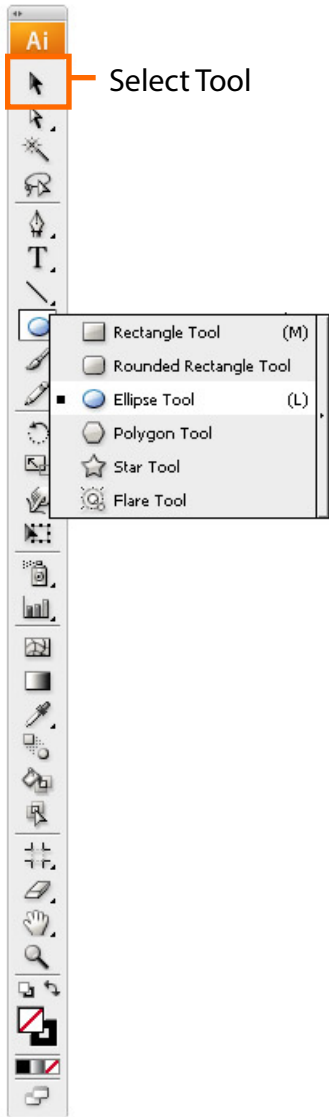 Ai
Select Tool
T
Rectangle Tool (M)
Rounded Rectangle Tool
Ellipse Tool (L)
Polygon Tool
Star Tool
Flare Tool